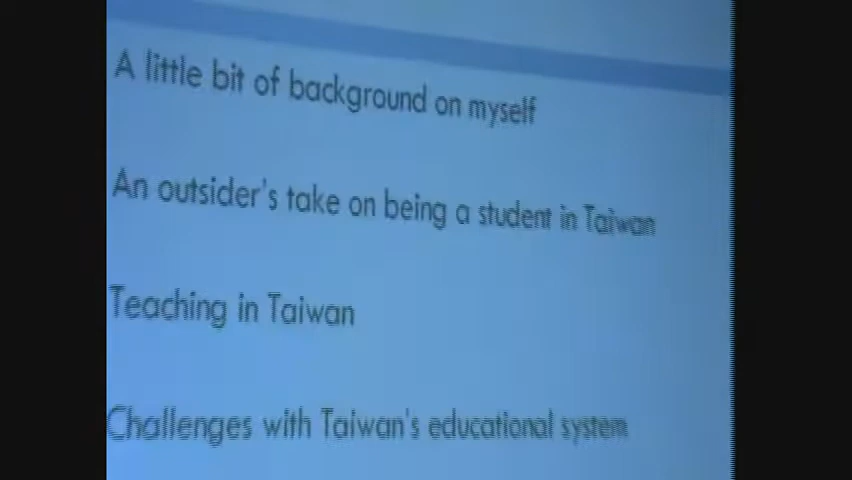 A little bit of background on myself
An outsider's take on being a student in Taiwan
Teaching in Taiwan
Challenges with Taiwan's educational system